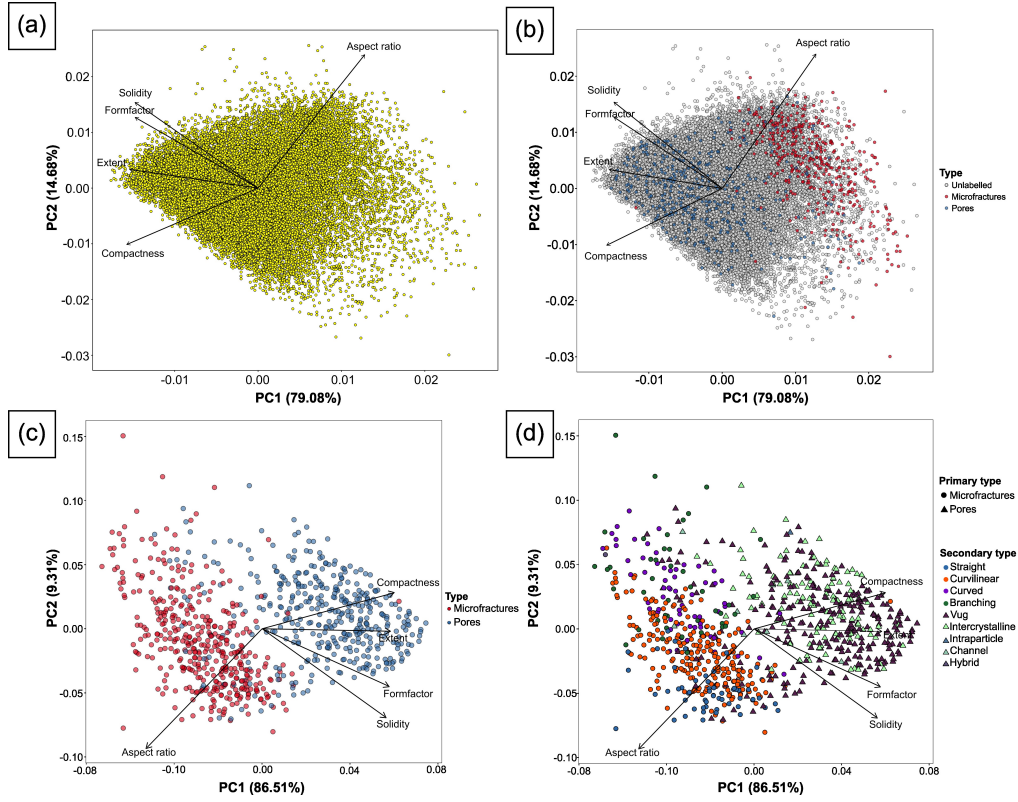 (a)
Aspect ratio
Solidity
Formfactor
Extent
Compactness
0.02
0.01
0.00
-0.01
-0.02
-0.03
PC2 (14.68%)
-0.01
0.00
0.01
0.02
PC1 (79.08%)
(b)
Aspect ratio
Solidity
Formfactor
Extent
Compactness
0.02
0.01
0.00
-0.01
-0.02
-0.03
PC2 (14.68%)
-0.01
0.00
0.01
0.02
PC1 (79.08%)
Type
Unlabelled
Microfractures
Pores
(c)
0.15
0.10
0.05
0.00
-0.05
-0.10
PC2 (9.31%)
Compactness
Extent
Formfactor
Solidity
Aspect ratio
-0.08
-0.10
0.00
0.04
0.08
PC1 (86.51%)
Type
Microfractures
Pores
(d)
0.15
0.10
0.05
0.00
-0.05
-0.10
PC2 (9.31%)
Compactness
Extent
Formfactor
Solidity
Aspect ratio
-0.08
-0.10
0.00
0.04
0.08
PC1 (86.51%)
Primary type
Microfractures
Pores
Secondary type
Straight
Curvilinear
Curved
Branching
Vug
Intercrystalline
Intraparticle
Channel
Hybrid